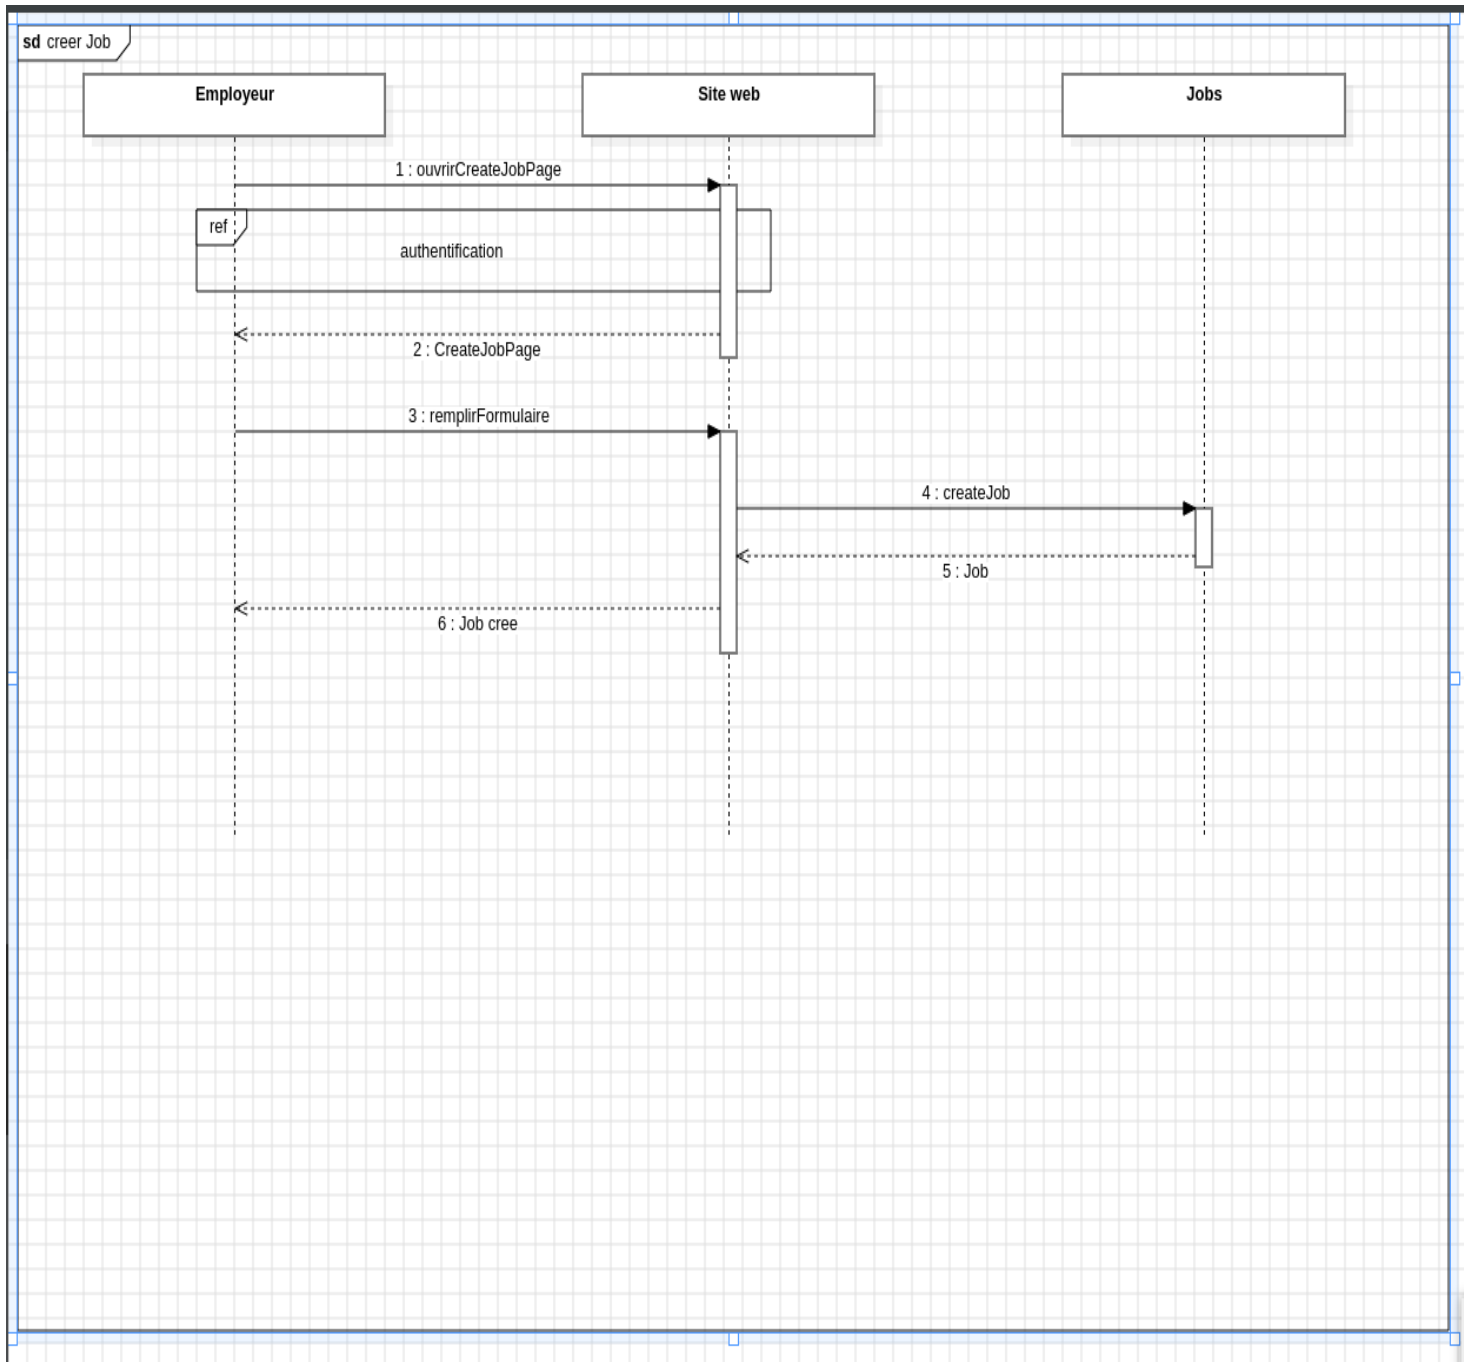 sd creer Job
Employeur
Site web
Jobs
1 : ouvrirCreateJobPage
ref
authentification
2 : CreateJobPage
3 : remplirFormulaire
4 : createJob
5 : Job
6 : Job cree